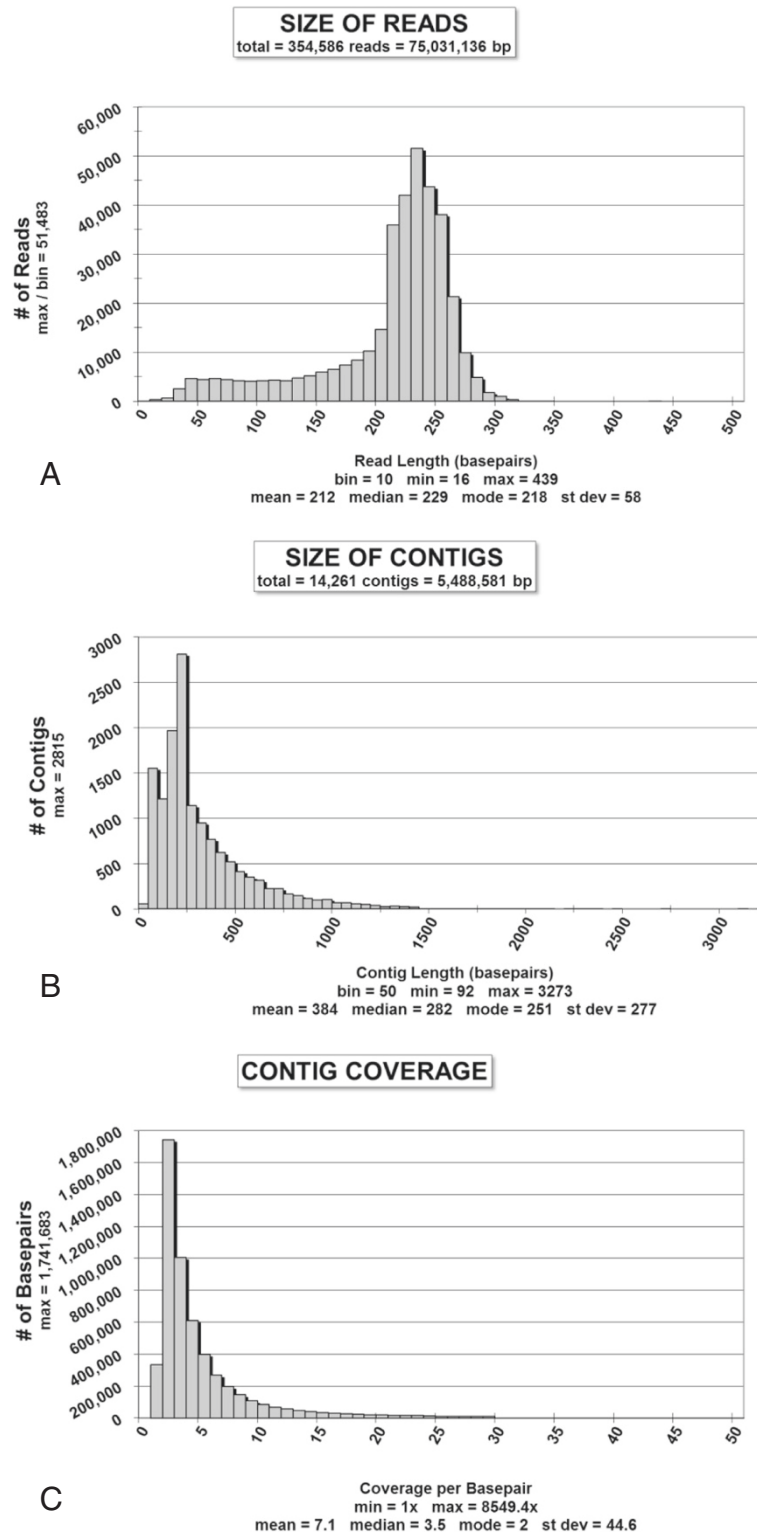 SIZE OF READS
total = 354,586 reads = 75,031,136 bp
60,000
50,000
40,000
30,000
20,000
10,000
0
# of Reads
max / bin = 51,483
0 50 100 150 200 250 300 350 400 450 500
Read Length (basepairs)
bin = 10 min = 16 max = 439
mean = 212 median = 229 mode = 218 st dev = 58
A
SIZE OF CONTIGS
total = 14,261 contigs = 5,488,581 bp
3000
2500
2000
1500
1000
500
0
# of Contigs
max = 2815
0 500 1000 1500 2000 2500 3000
Contig Length (basepairs)
bin = 50 min = 92 max = 3273
mean = 384 median = 282 mode = 251 st dev = 277
B
CONTIG COVERAGE
1,800,000
1,600,000
1,400,000
1,200,000
1,000,000
800,000
600,000
400,000
200,000
0
# of Basepairs
max = 1,741,683
0 5 10 15 20 25 30 35 40 45 50
Coverage per Basepair
min = 1x max = 8549.4x
mean = 7.1 median = 3.5 mode = 2 st dev = 44.6
C